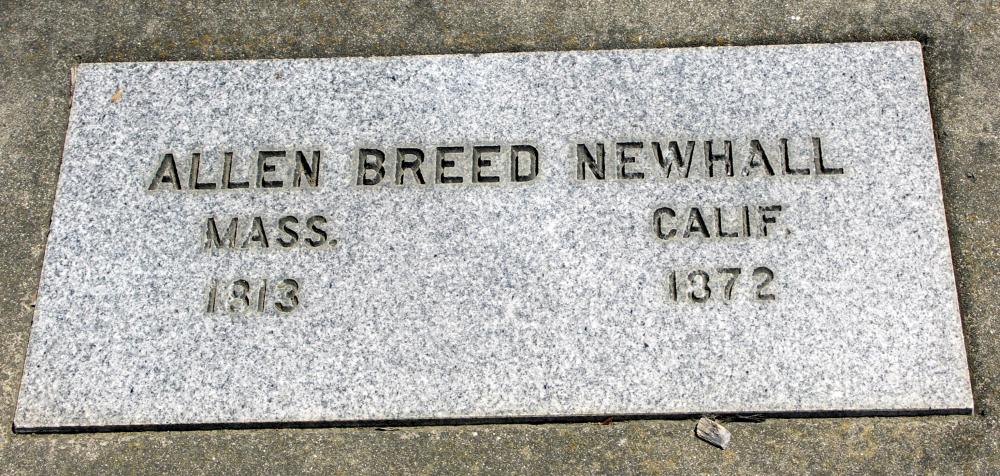 ALLEN BREED NEWHALL
MASS. CALIF.
1813 1872